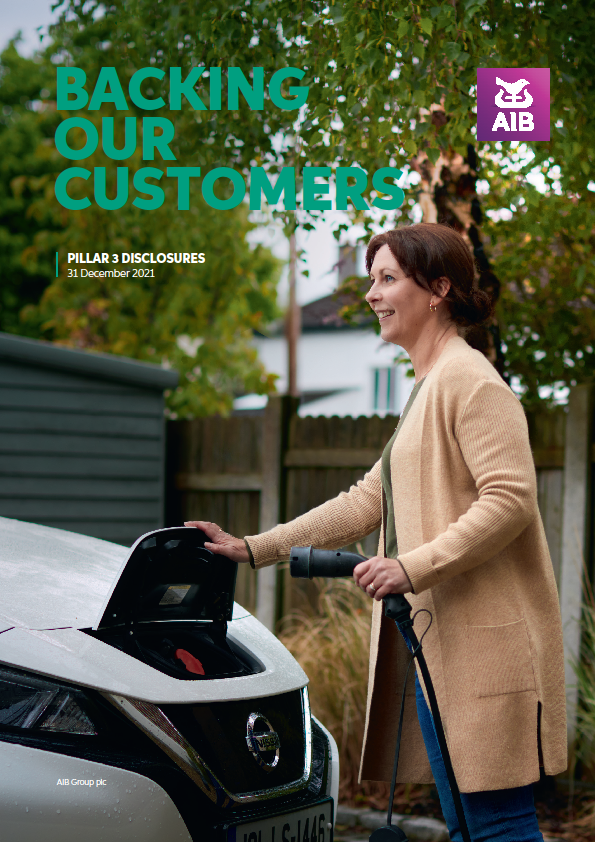 BACKING
OUR
CUSTOMERS
AIB
PILLAR 3 DISCLOSURES
31 December 2021
AIB Group plc